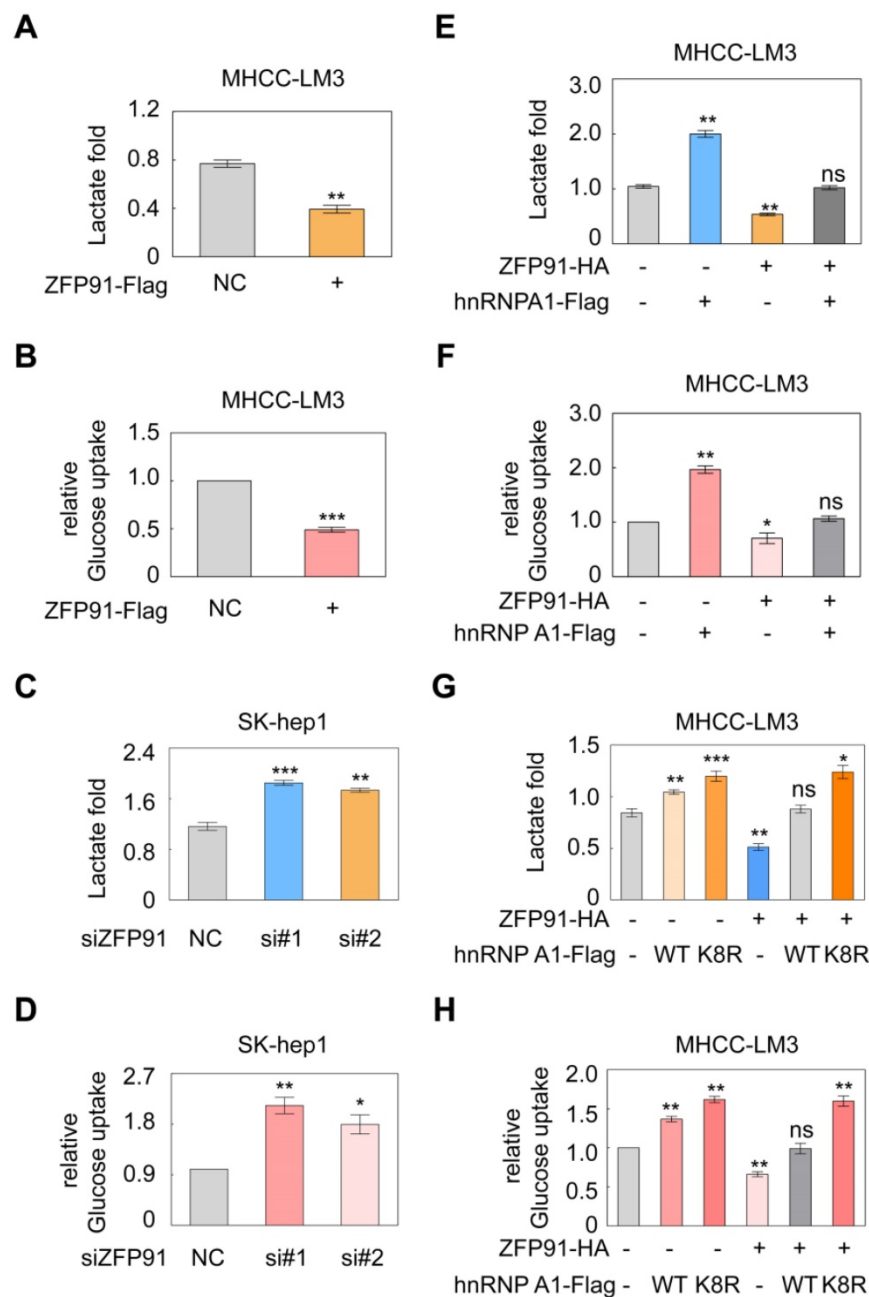 A
MHCC-LM3
Lactate fold
1.2
0.8
0.4
0
**
ZFP91-Flag NC +
B
MHCC-LM3
relative
Glucose uptake
1.5
1.0
0.5
0
***
ZFP91-Flag NC +
C
SK-hep1
Lactate fold
2.4
1.6
0.8
0
*** **
siZFP91 NC si#1 si#2
D
SK-hep1
relative
Glucose uptake
2.7
1.8
0.9
0
** *
siZFP91 NC si#1 si#2
E
MHCC-LM3
Lactate fold
3.0
2.0
1.0
0
** ** ns
ZFP91-HA - - + +
hnRNPA1-Flag - + - +
F
MHCC-LM3
relative
Glucose uptake
3.0
2.0
1.0
0
** * ns
ZFP91-HA - - + +
hnRNP A1-Flag - + - +
G
MHCC-LM3
Lactate fold
1.5
1.0
0.5
0
** *** ** ns *
ZFP91-HA - - - + + +
hnRNP A1-Flag - WT K8R - WT K8R
H
MHCC-LM3
relative
Glucose uptake
2.0
1.5
1.0
0.5
0
** ** ** ns **
ZFP91-HA - - - + + +
hnRNP A1-Flag - WT K8R - WT K8R